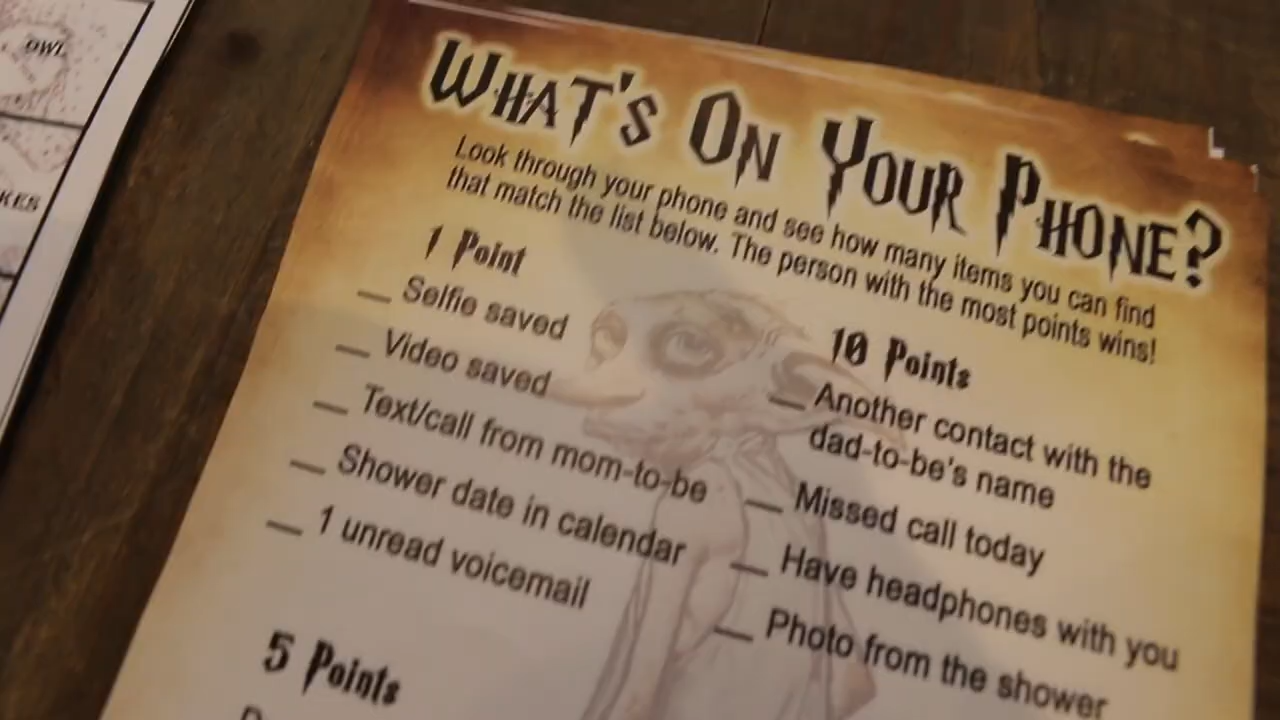 OWL
WHAT'S ON YOUR PHONE?
Look through your phone and see how many items you can find
that match the list below. The person with the most points wins!
1 Point
__ Selfie saved
__ Video saved
__ Text/call from mom-to-be
__ Shower date in calendar
__ 1 unread voicemail
5 Points
10 Points
__ Another contact with the
dad-to-be's name
__ Missed call today
__ Have headphones with you
__ Photo from the shower